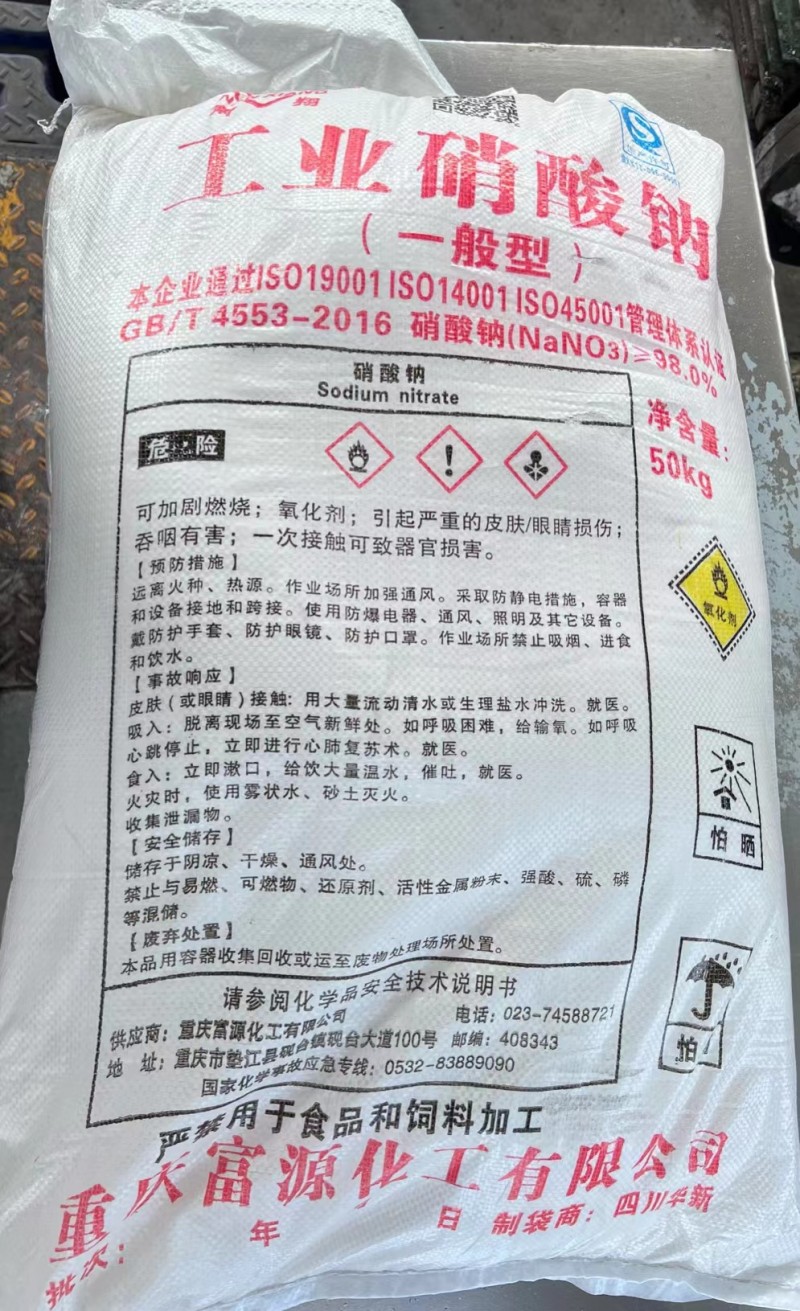 翔
工业硝酸钠
（一般型）
本企业通过ISO19001 ISO14001 ISO45001管理体系认证
GB/T 4553-2016 硝酸钠(NaNO₃)≥98.0%
硝酸钠
Sodium nitrate
净含量：
50kg
危·险
可加剧燃烧；氧化剂；引起严重的皮肤/眼睛损伤；
吞咽有害；一次接触可致器官损害。
【预防措施】
远离火种、热源。作业场所加强通风。采取防静电措施，容器
和设备接地和跨接。使用防爆电器、通风、照明及其它设备。
戴防护手套、防护眼镜、防护口罩。作业场所禁止吸烟、进食
和饮水。
氧化剂
【事故响应】
皮肤（或眼睛）接触：用大量流动清水或生理盐水冲洗。就医。
吸入：脱离现场至空气新鲜处。如呼吸困难，给输氧。如呼吸
心跳停止，立即进行心肺复苏术。就医。
食入：立即漱口，给饮大量温水，催吐，就医。
火灾时，使用雾状水、砂土灭火。
收集泄漏物。
怕 晒
【安全储存】
储存于阴凉、干燥、通风处。
禁止与易燃、可燃物、还原剂、活性金属粉末、强酸、硫、磷
等混储。
【废弃处置】
本品用容器收集回收或运至废物处理场所处置。
请参阅化学品安全技术说明书
供应商：重庆富源化工有限公司 电话：023-74588721
地 址：重庆市垫江县砚台镇砚台大道100号 邮编：408343
国家化学事故应急专线：0532-83889090
怕
严禁用于食品和饲料加工
重庆富源化工有限公司
批次： 年 日 制袋商：四川华新